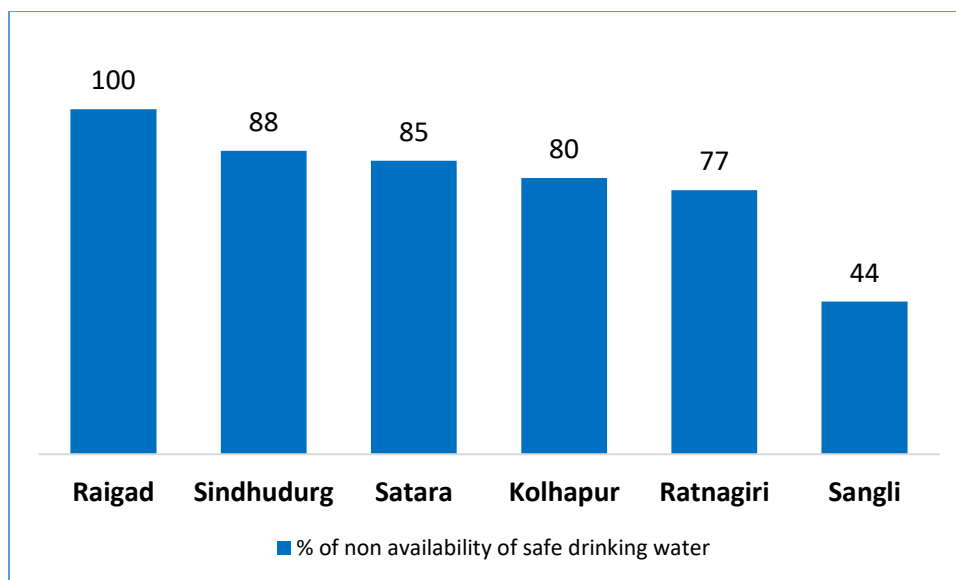 100
88
85
80
77
44
Raigad
Sindhudurg
Satara
Kolhapur
Ratnagiri
Sangli
% of non availability of safe drinking water